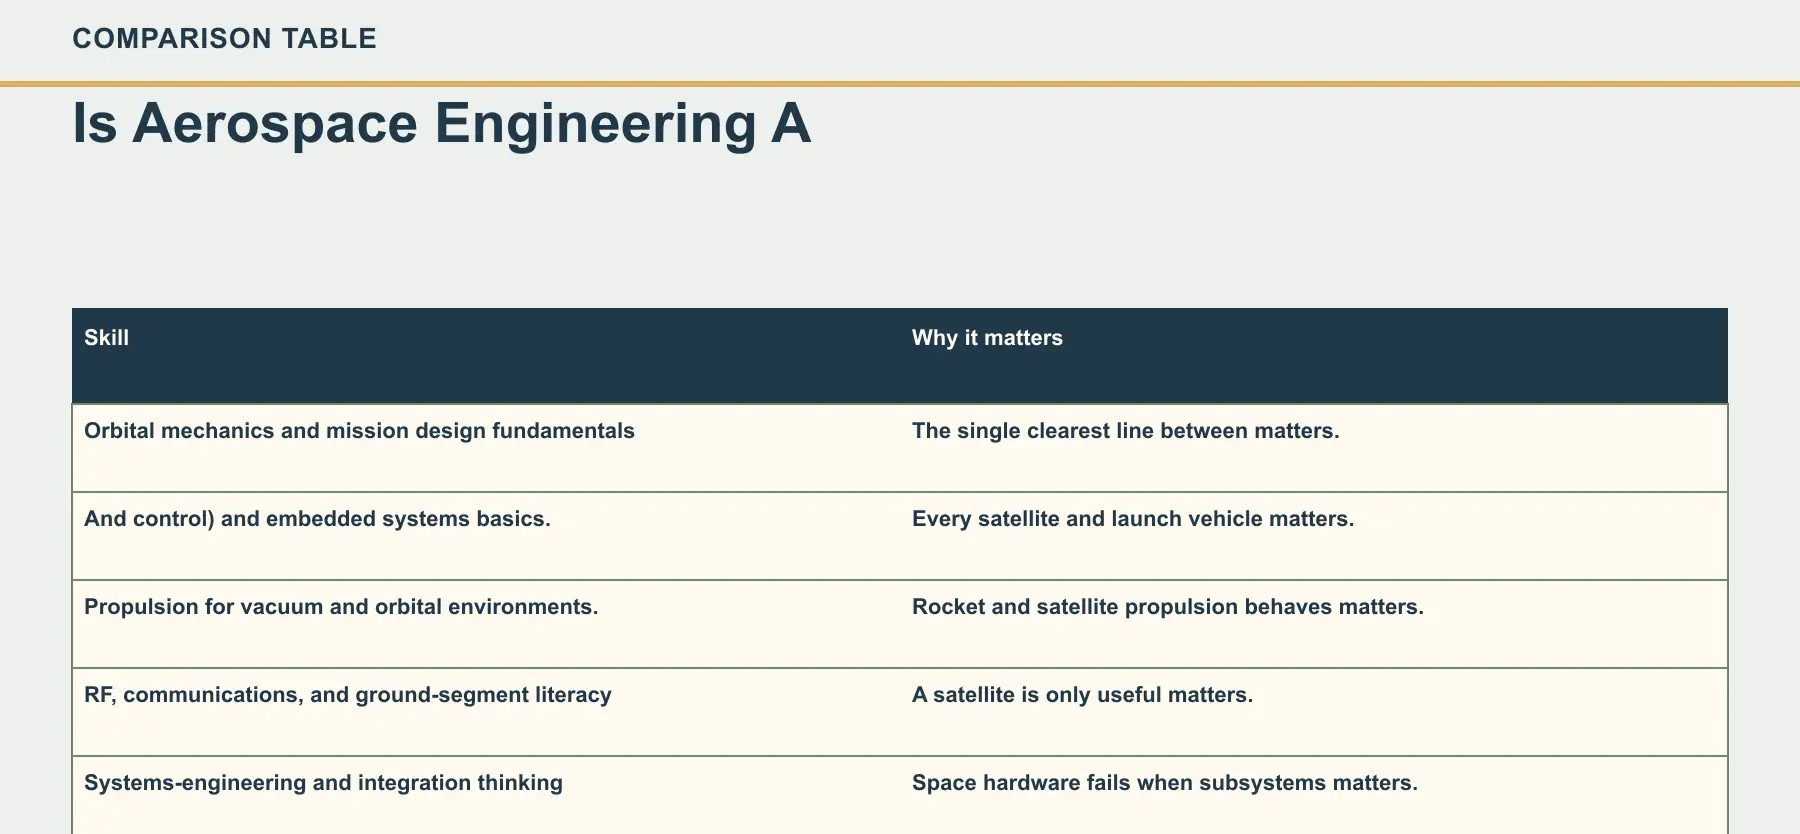 COMPARISON TABLE
Is Aerospace Engineering A
Skill
Why it matters
Orbital mechanics and mission design fundamentals
The single clearest line between matters.
And control) and embedded systems basics.
Every satellite and launch vehicle matters.
Propulsion for vacuum and orbital environments.
Rocket and satellite propulsion behaves matters.
RF, communications, and ground-segment literacy
A satellite is only useful matters.
Systems-engineering and integration thinking
Space hardware fails when subsystems matters.